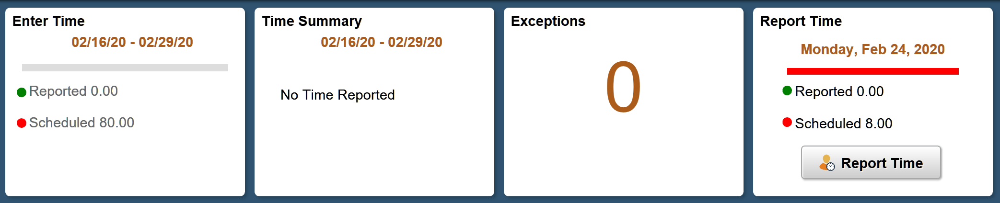 Enter Time
02/16/20 - 02/29/20
Reported 0.00
Scheduled 80.00
Time Summary
02/16/20 - 02/29/20
No Time Reported
Exceptions
0
Report Time
Monday, Feb 24, 2020
Reported 0.00
Scheduled 8.00
Report Time